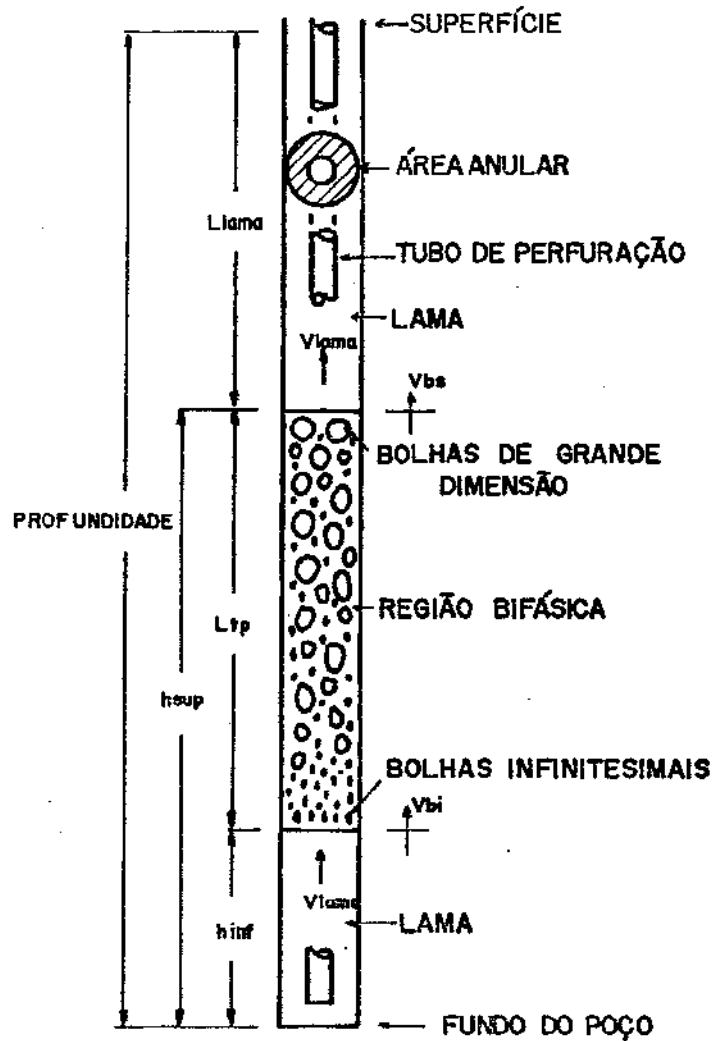 SUPERFÍCIE
ÁREA ANULAR
Llama
TUBO DE PERFURAÇÃO
LAMA
Vlama
Vbs
BOLHAS DE GRANDE
DIMENSÃO
PROFUNDIDADE
REGIÃO BIFÁSICA
Ltp
hsup
BOLHAS INFINITESIMAIS
Vbi
Vlama
LAMA
hinf
FUNDO DO POÇO